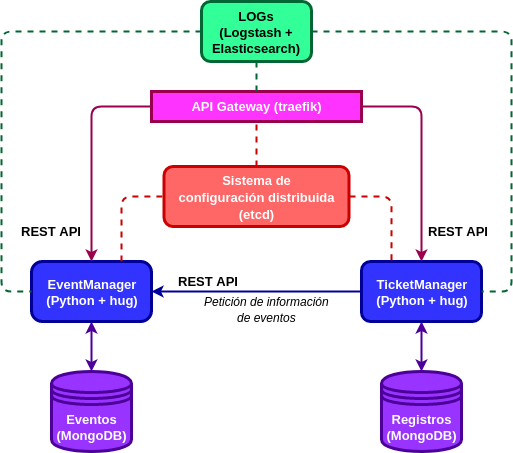 LOGs
(Logstash +
Elasticsearch)
API Gateway (traefik)
Sistema de
configuración distribuida
(etcd)
REST API
REST API
EventManager
(Python + hug)
REST API
Petición de información
de eventos
TicketManager
(Python + hug)
Eventos
(MongoDB)
Registros
(MongoDB)